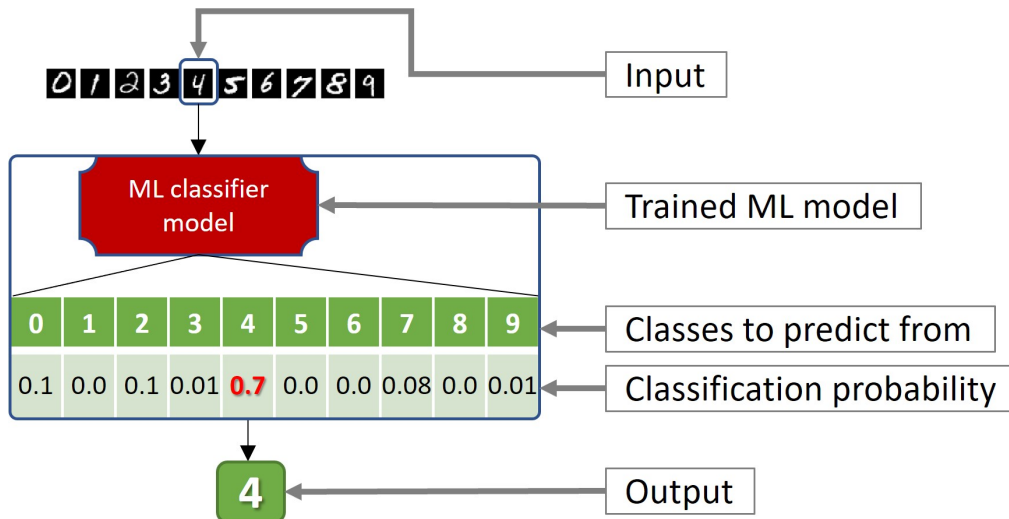 Input
0 1 2 3 4 5 6 7 8 9
ML classifier
model
Trained ML model
0 1 2 3 4 5 6 7 8 9
Classes to predict from
0.1 0.0 0.1 0.01 0.7 0.0 0.0 0.08 0.0 0.01
Classification probability
4
Output